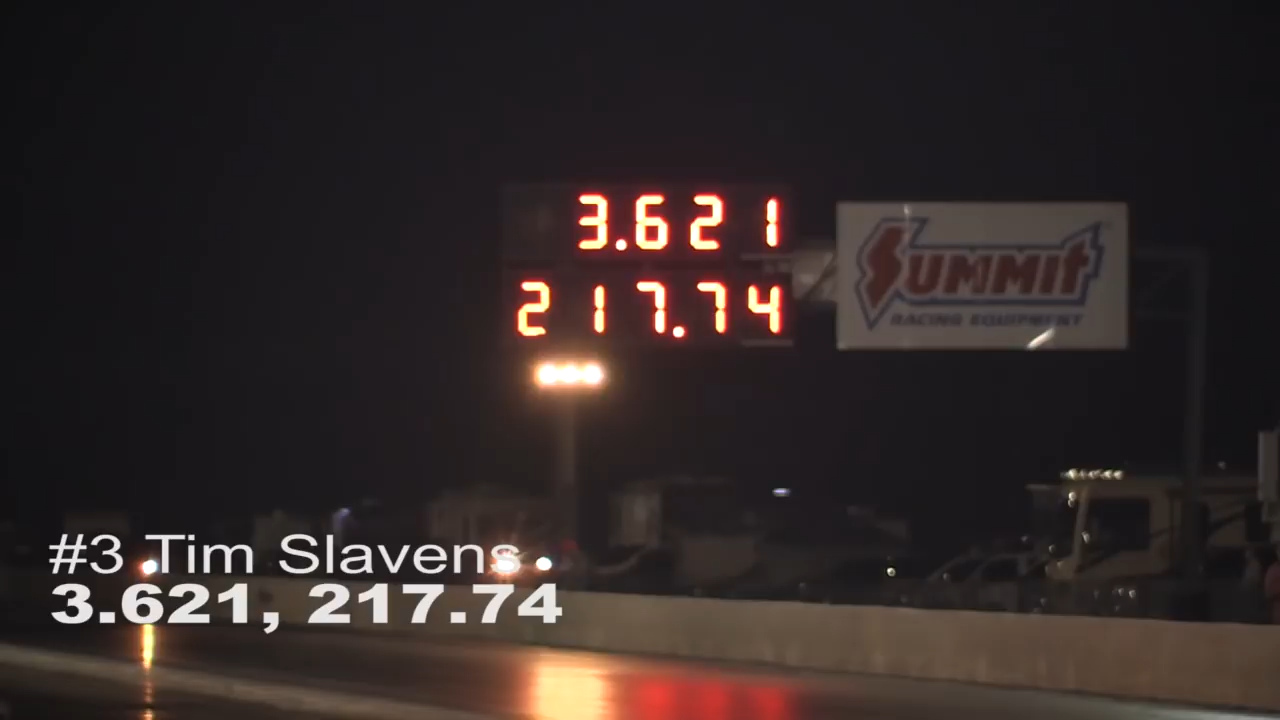 3.621
217.74
SUMMIT
RACING EQUIPMENT
#3 Tim Slavens
3.621, 217.74